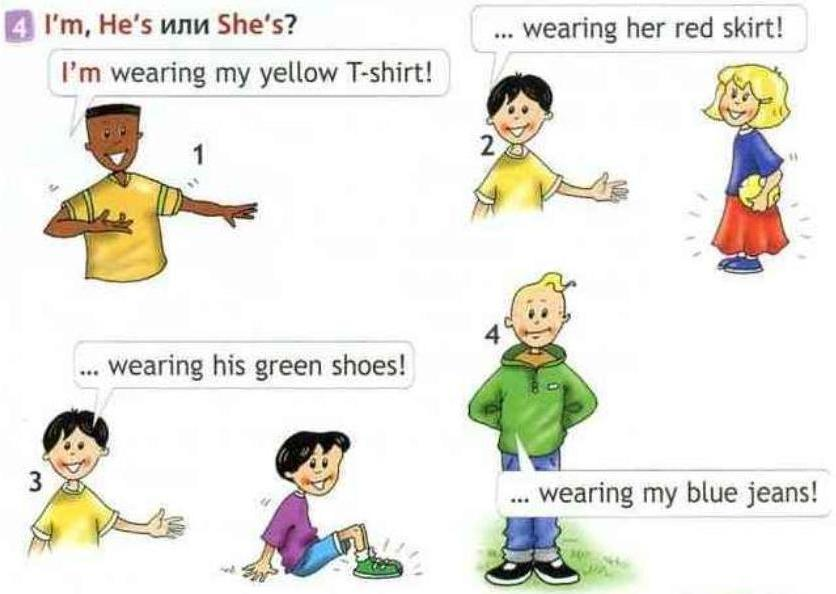 4 I'm, He's или She's?
I'm wearing my yellow T-shirt!
1
... wearing her red skirt!
2
... wearing his green shoes!
3
4
... wearing my blue jeans!